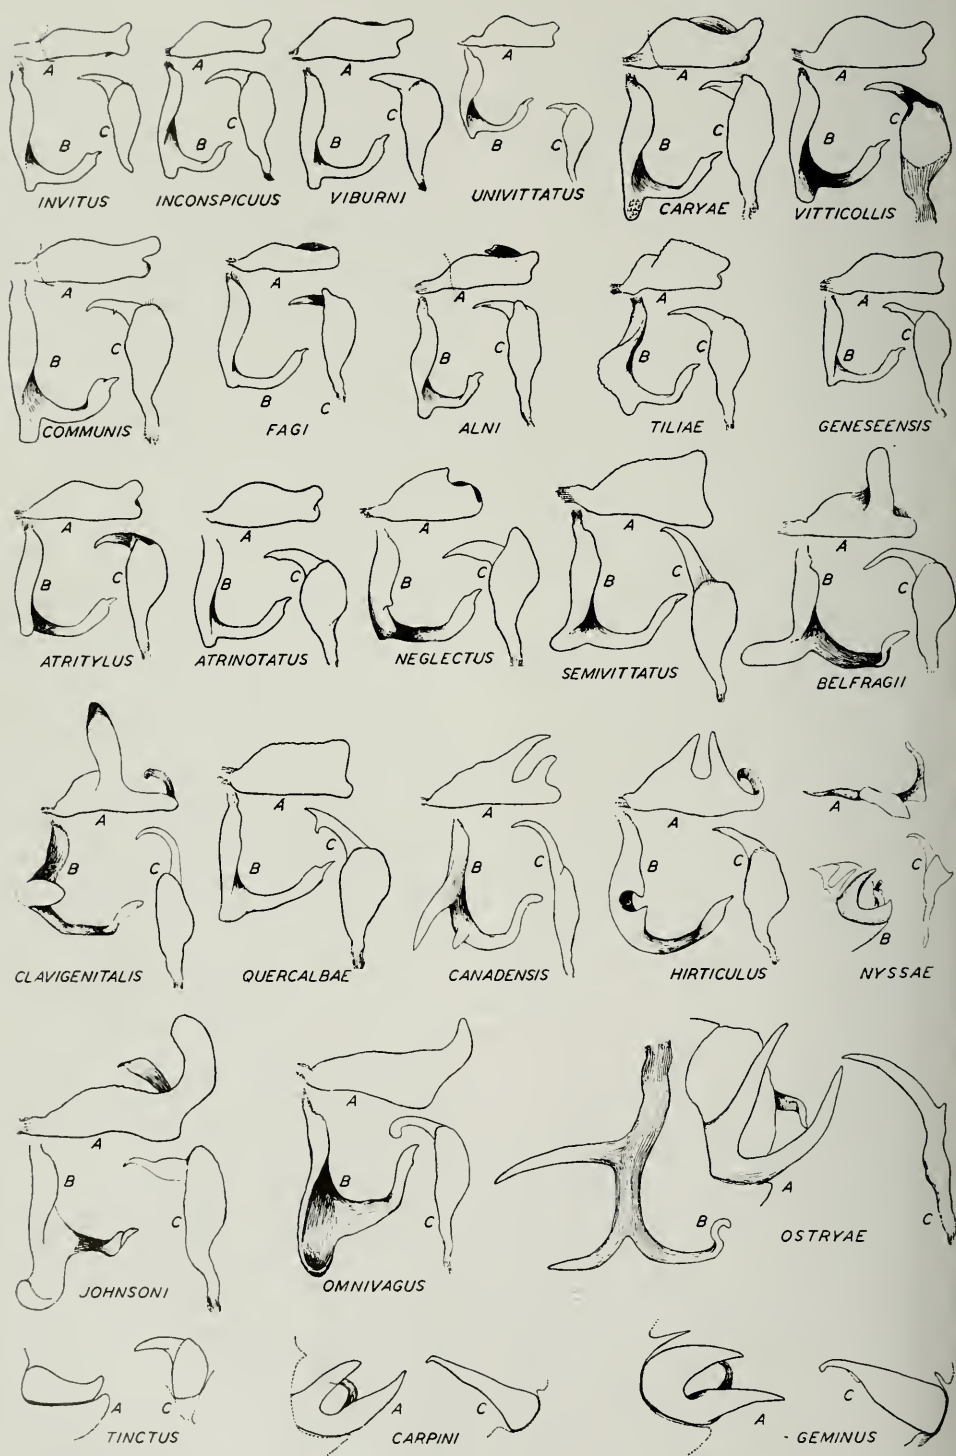 A A A A A A
B C B C B C B C B C B C
INVITUS INCONSPICUUS VIBURNI UNIVITTATUS CARYAE VITTICOLLIS
A A A A A
B C B C B C B C B C
COMMUNIS FAGI ALNI TILIAE GENESEENSIS
A A A A A
B C B C B C B C B C
ATRITYLUS ATRINOTATUS NEGLECTUS SEMIVITTATUS BELFRAGII
A A A A A
B C B C B C B C B C
CLAVIGENITALIS QUERCALBAE CANADENSIS HIRTICULUS NYSSAE
A A A
B C B C B C
JOHNSONI OMNIVAGUS OSTRYAE
A C A C A C
TINCTUS CARPINI GEMINUS